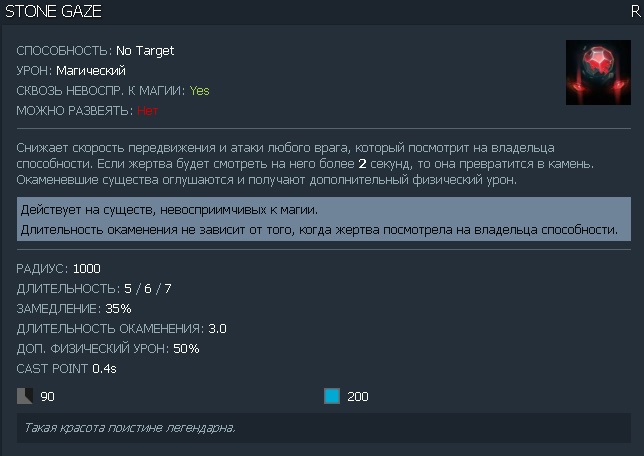 STONE GAZE R
СПОСОБНОСТЬ: No Target
УРОН: Магический
СКВОЗЬ НЕВОСПР. К МАГИИ: Yes
МОЖНО РАЗВЕЯТЬ: Нет
Снижает скорость передвижения и атаки любого врага, который посмотрит на владельца
способности. Если жертва будет смотреть на него более 2 секунд, то она превратится в камень.
Окаменевшие существа оглушаются и получают дополнительный физический урон.
Действует на существ, невосприимчивых к магии.
Длительность окаменения не зависит от того, когда жертва посмотрела на владельца способности.
РАДИУС: 1000
ДЛИТЕЛЬНОСТЬ: 5 / 6 / 7
ЗАМЕДЛЕНИЕ: 35%
ДЛИТЕЛЬНОСТЬ ОКАМЕНЕНИЯ: 3.0
ДОП. ФИЗИЧЕСКИЙ УРОН: 50%
CAST POINT 0.4s
90 200
Такая красота поистине легендарна.